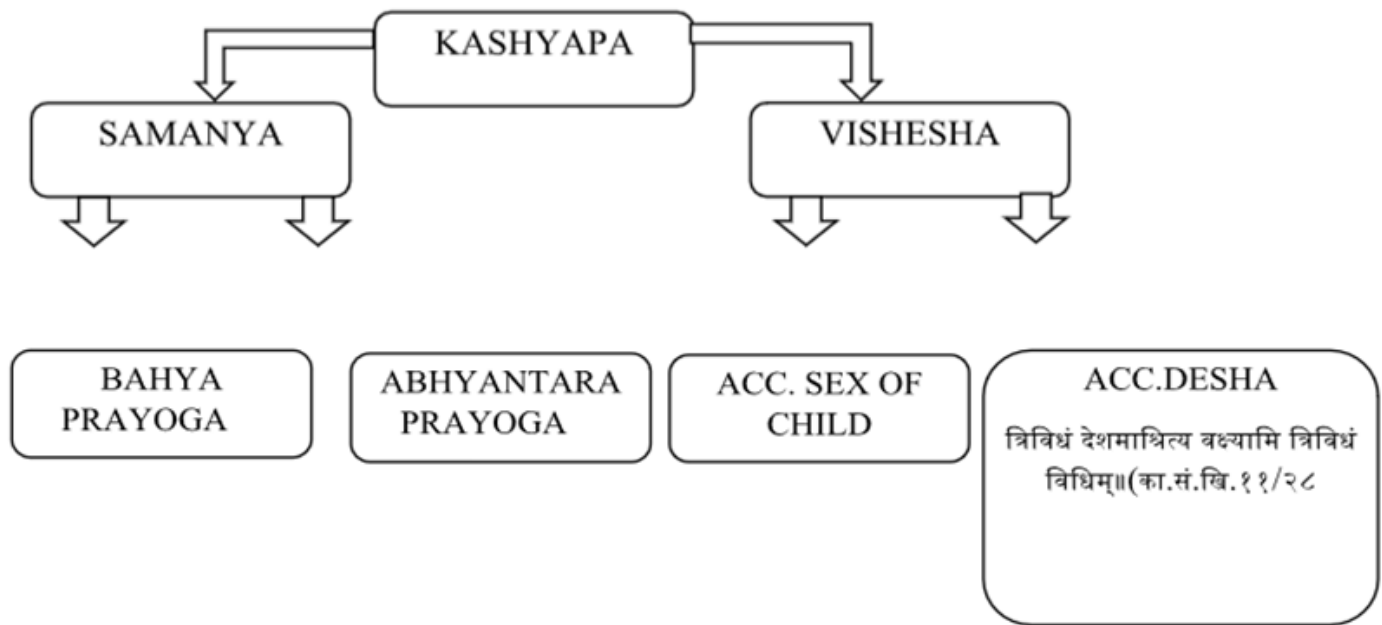 KASHYAPA
SAMANYA
VISHESHA
BAHYA
PRAYOGA
ABHYANTARA
PRAYOGA
ACC. SEX OF
CHILD
ACC.DESHA
त्रिविधं देशमाश्रित्य वक्ष्यामि त्रिविधं
विधिम्॥(का.सं.खि.११/२८